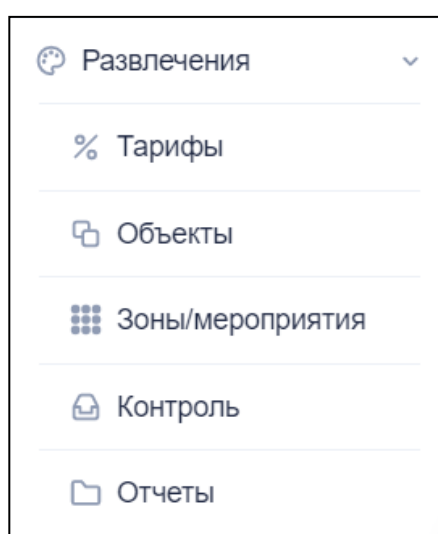 Развлечения
Тарифы
Объекты
Зоны/мероприятия
Контроль
Отчеты